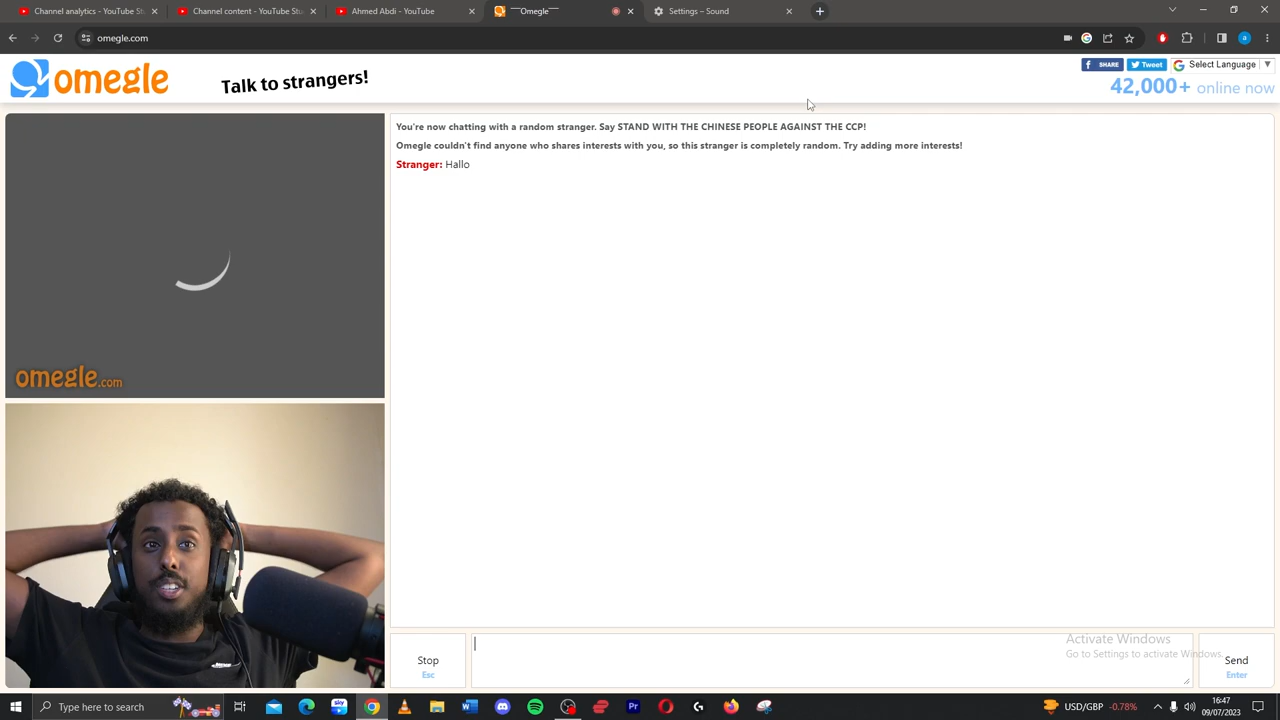 Channel analytics - YouTube St
Channel content - YouTube Stu
Ahmed Abdi - YouTube
Omegle
Settings – Sound
omegle.com
omegle
Talk to strangers!
SHARE
Tweet
Select Language
42,000+ online now
You're now chatting with a random stranger. Say STAND WITH THE CHINESE PEOPLE AGAINST THE CCP!
Omegle couldn't find anyone who shares interests with you, so this stranger is completely random. Try adding more interests!
Stranger: Hallo
omegle.com
Stop
Esc
Activate Windows
Go to Settings to activate Windows.
Send
Enter
Type here to search
sky
Pr
USD/GBP -0.78%
16:47
09/07/2023